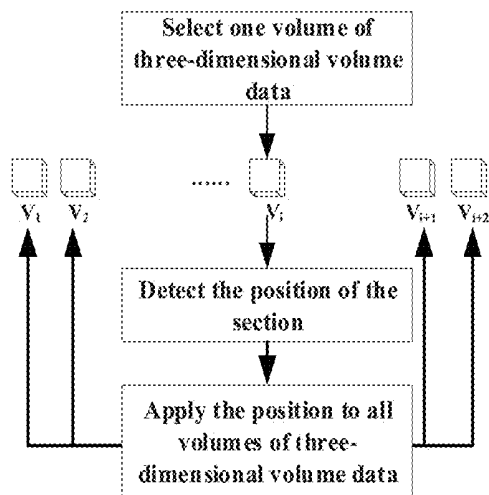 Select one volume of
three-dimensional volume
data
......
V1 V2 Vi Vi+1 Vi+2
Detect the position of the
section
Apply the position to all
volumes of three-
dimensional volume data